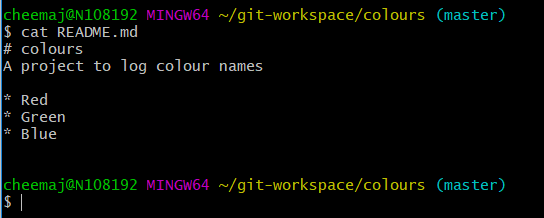 cheemaj@N108192 MINGW64 ~/git-workspace/colours (master)
$ cat README.md
# colours
A project to log colour names
* Red
* Green
* Blue
cheemaj@N108192 MINGW64 ~/git-workspace/colours (master)
$